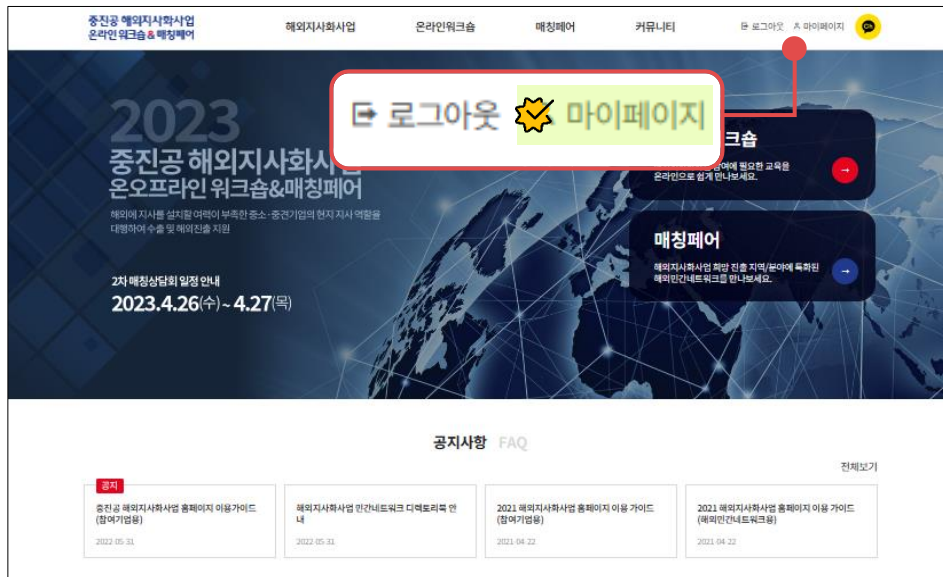 중진공 해외지사화사업
온라인 워크숍 & 매칭페어
해외지사화사업
온라인워크숍
매칭페어
커뮤니티
로그아웃
마이페이지
로그아웃 마이페이지
2023
중진공 해외지사화사
온오프라인 워크숍&매칭페어
해외에 지사를 설치할 여력이 부족한 중소·중견기업의 현지 지사 역할을
대행하여 수출 및 해외진출 지원
2차 매칭상담회 일정 안내
2023.4.26(수) ~ 4.27(목)
크숍
필요한 교육을
온라인으로 쉽게 만나보세요.
매칭페어
해외지사화사업 희망 진출 지역/분야에 특화된
해외민간네트워크를 만나보세요.
공지사항 FAQ
전체보기
공지
중진공 해외지사화사업 홈페이지 이용가이드
(참여기업용)
2022-05-31
해외지사화사업 민간네트워크 디렉토리북 안
내
2022-05-31
2021 해외지사화사업 홈페이지 이용 가이드
(참여기업용)
2021-04-22
2021 해외지사화사업 홈페이지 이용 가이드
(해외민간네트워크용)
2021-04-22